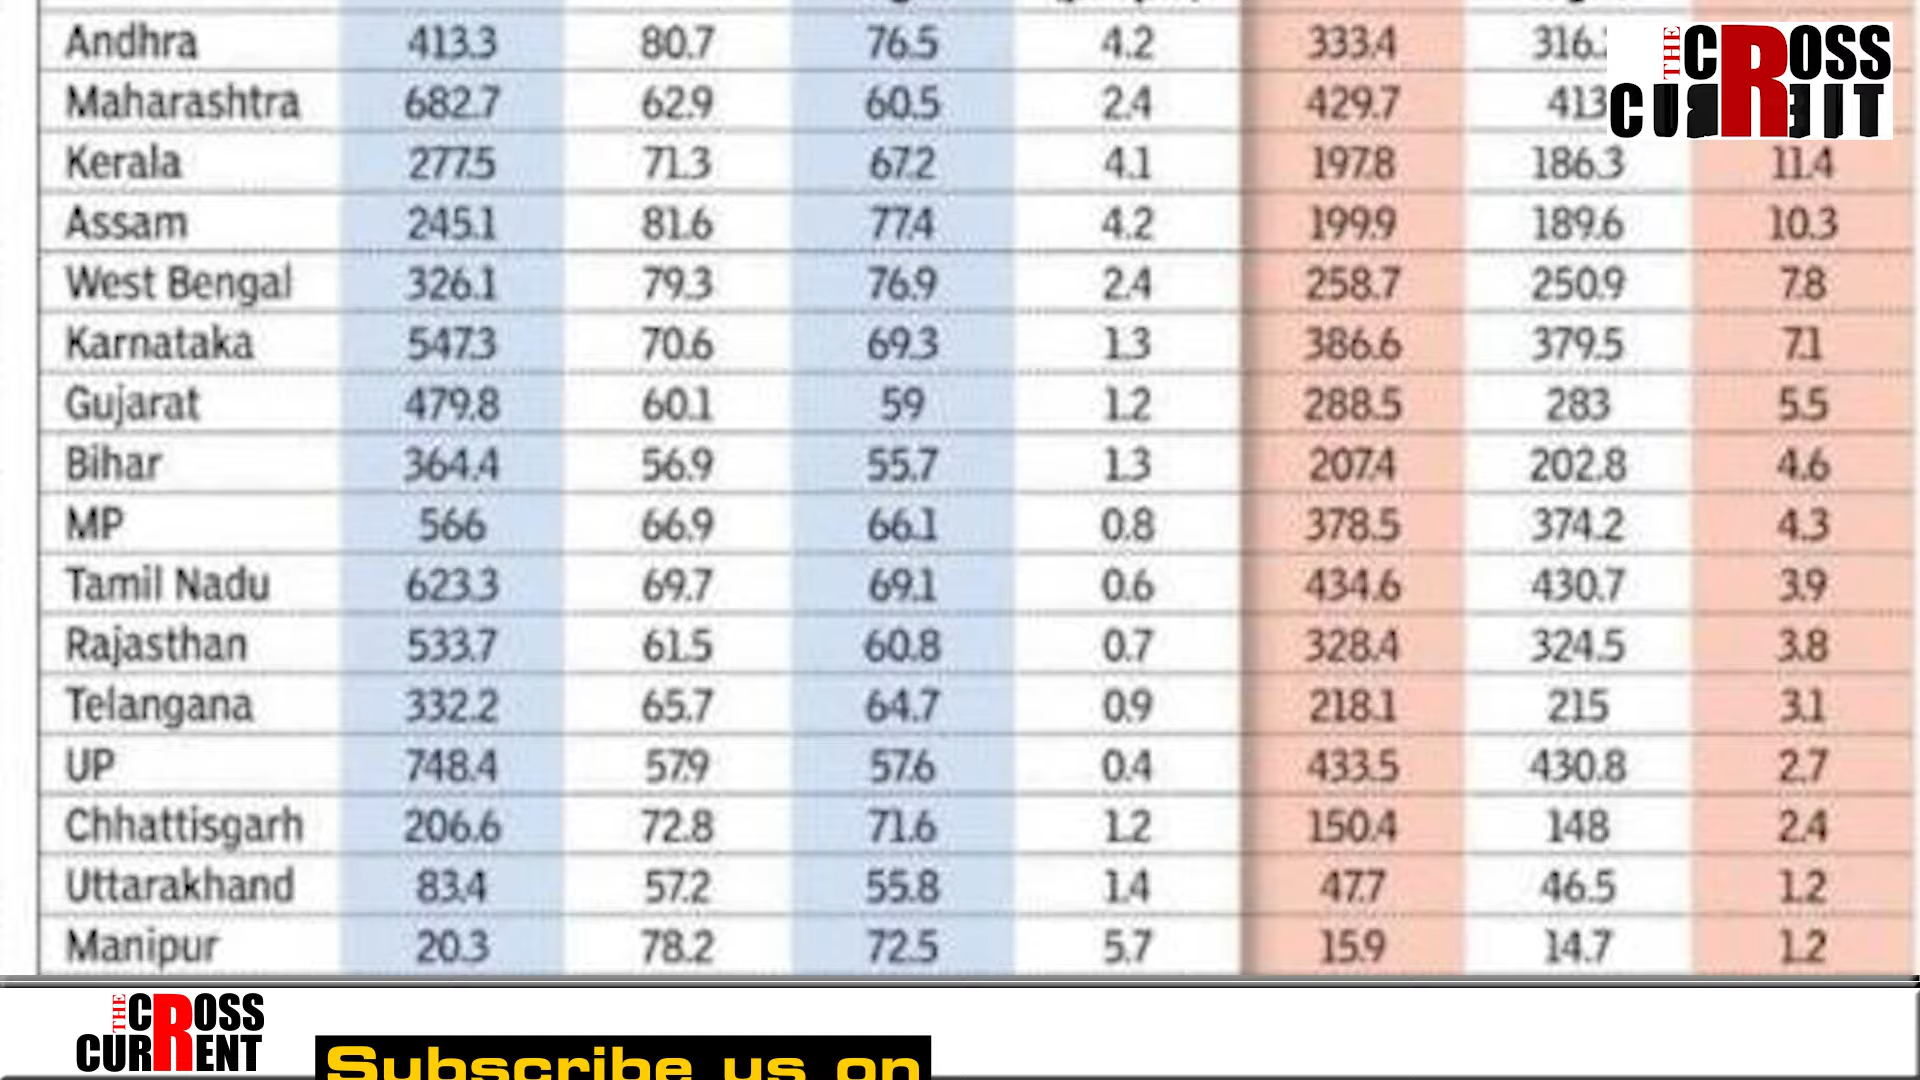 Andhra 413.3 80.7 76.5 4.2 333.4 316.
Maharashtra 682.7 62.9 60.5 2.4 429.7 413
Kerala 277.5 71.3 67.2 4.1 197.8 186.3 11.4
Assam 245.1 81.6 77.4 4.2 199.9 189.6 10.3
West Bengal 326.1 79.3 76.9 2.4 258.7 250.9 7.8
Karnataka 547.3 70.6 69.3 1.3 386.6 379.5 7.1
Gujarat 479.8 60.1 59 1.2 288.5 283 5.5
Bihar 364.4 56.9 55.7 1.3 207.4 202.8 4.6
MP 566 66.9 66.1 0.8 378.5 374.2 4.3
Tamil Nadu 623.3 69.7 69.1 0.6 434.6 430.7 3.9
Rajasthan 533.7 61.5 60.8 0.7 328.4 324.5 3.8
Telangana 332.2 65.7 64.7 0.9 218.1 215 3.1
UP 748.4 57.9 57.6 0.4 433.5 430.8 2.7
Chhattisgarh 206.6 72.8 71.6 1.2 150.4 148 2.4
Uttarakhand 83.4 57.2 55.8 1.4 47.7 46.5 1.2
Manipur 20.3 78.2 72.5 5.7 15.9 14.7 1.2
THE CROSS
CURRENT
THE CROSS
CURRENT
Subscribe us on